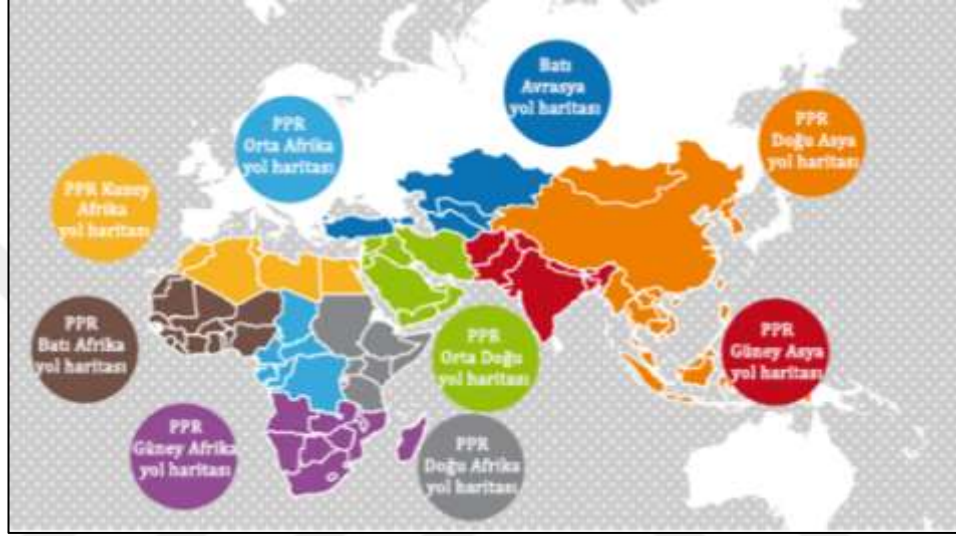 Batı
Avrasya
yol haritası
PPR
Orta Afrika
yol haritası
PPR
Doğu Asya
yol haritası
PPR Kuzey
Afrika
yol haritası
PPR
Batı Afrika
yol haritası
PPR
Orta Doğu
yol haritası
PPR
Güney Asya
yol haritası
PPR
Güney Afrika
yol haritası
PPR
Doğu Afrika
yol haritası